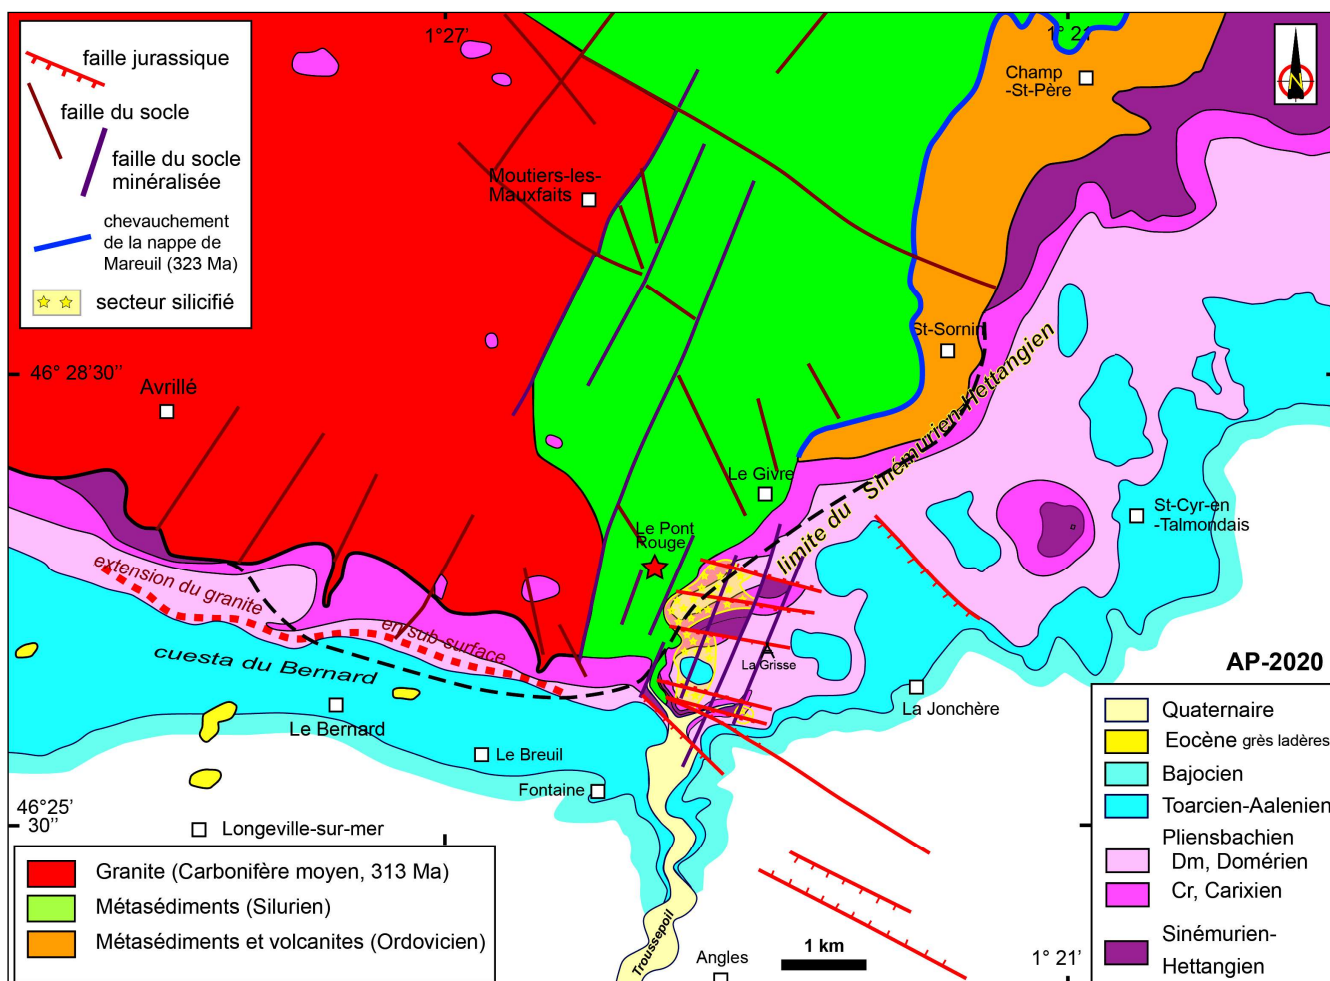 1°27'
1° 21'
N
faille jurassique
faille du socle
faille du socle
minéralisée
chevauchement
de la nappe de
Mareuil (323 Ma)
secteur silicifié
Champ
-St-Père
Moutiers-les-
Mauxfaits
St-Sornin
46° 28'30''
Avrillé
limite du Sinémurien-Hettangien
Le Givre
Le Pont
Rouge
St-Cyr-en
-Talmondais
extension du granite
en sub-surface
cuesta du Bernard
La Grisse
AP-2020
Le Bernard
La Jonchère
Le Breuil
Fontaine
46°25'
30''
Longeville-sur-mer
Quaternaire
Eocène grès ladères
Bajocien
Toarcien-Aalenien
Pliensbachien
Dm, Domérien
Cr, Carixien
Sinémurien-
Hettangien
Granite (Carbonifère moyen, 313 Ma)
Métasédiments (Silurien)
Métasédiments et volcanites (Ordovicien)
Troussepoil
Angles
1 km
1° 21'